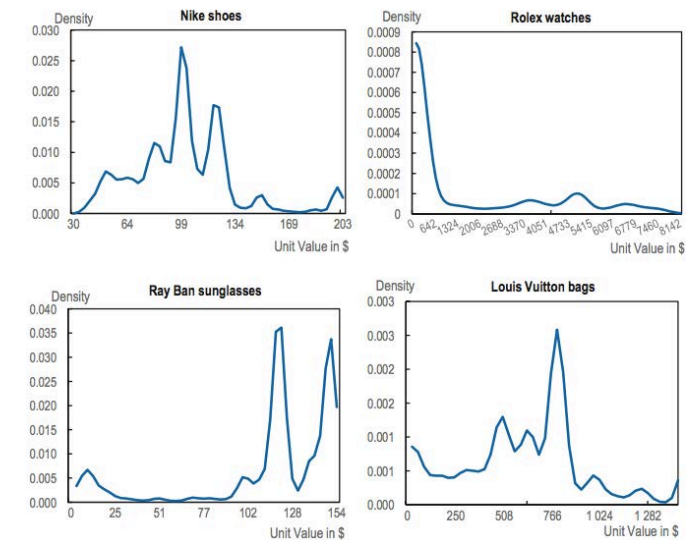 Nike shoes
Density
0.030
0.025
0.020
0.015
0.010
0.005
0.000
30 64 99 134 169 203
Unit Value in $
Rolex watches
Density
0.0009
0.0008
0.0007
0.0006
0.0005
0.0004
0.0003
0.0002
0.0001
0
0 642 1324 2006 2688 3370 4051 4733 5415 6097 6779 7460 8142
Unit Value in $
Ray Ban sunglasses
Density
0.040
0.035
0.030
0.025
0.020
0.015
0.010
0.005
0.000
0 25 51 77 102 128 154
Unit Value in $
Louis Vuitton bags
Density
0.003
0.003
0.002
0.002
0.001
0.001
0.000
0 250 508 766 1 024 1 282
Unit Value in $